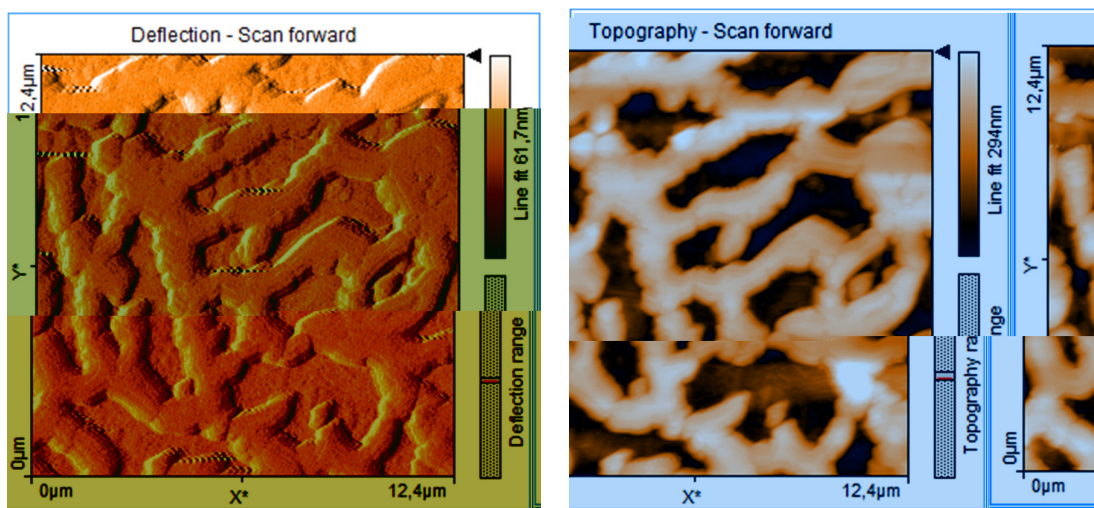 Deflection - Scan forward
12,4µm
Y*
0µm
0µm
X*
12,4µm
Line fit 61,7nm
Deflection range
Topography - Scan forward
X*
12,4µm
Line fit 294nm
Topography range
12,4µm
Y*
0µm
0µm